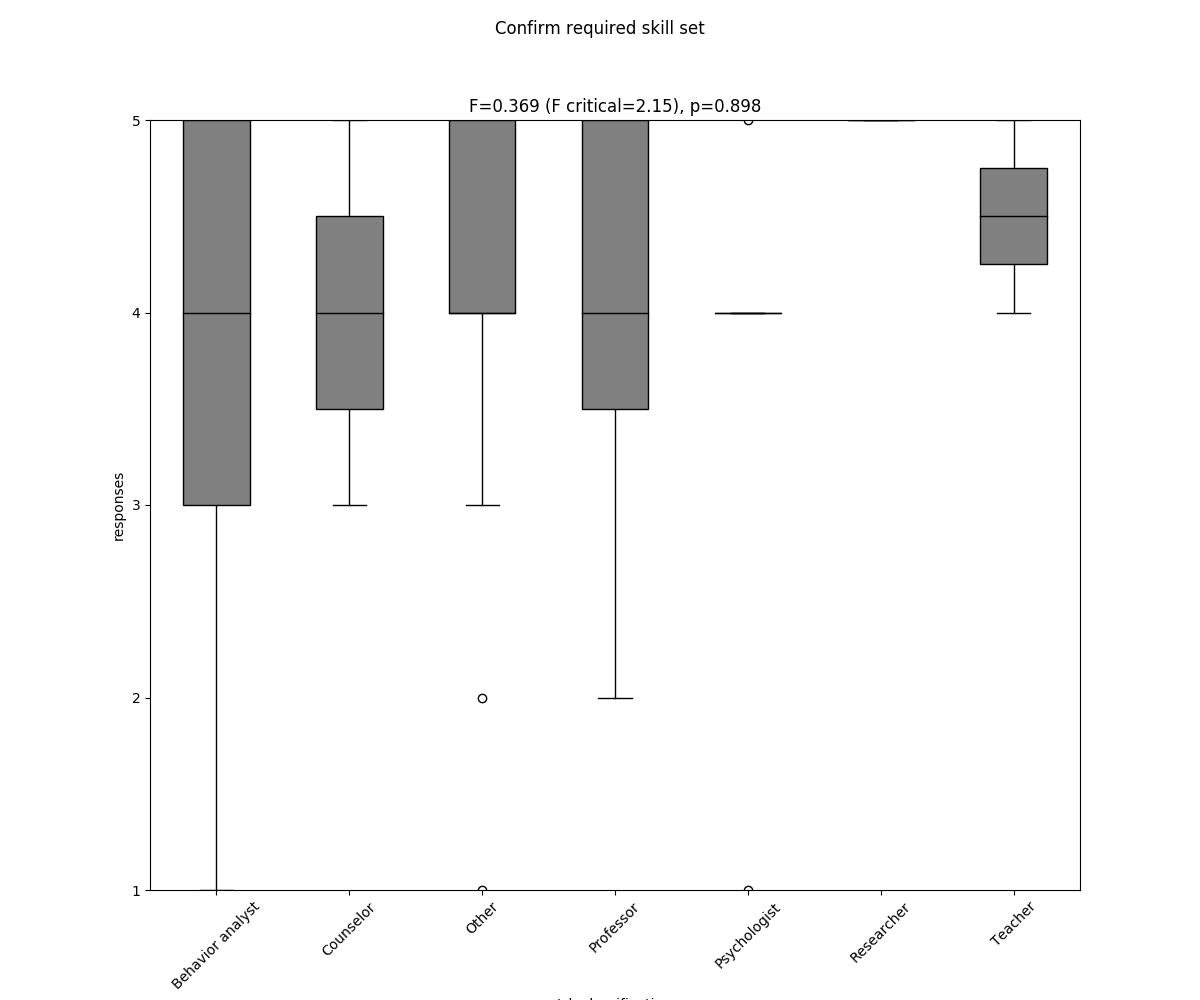 Confirm required skill set
F=0.369 (F critical=2.15), p=0.898
5
4
3
2
1
responses
Behavior analyst
Counselor
Other
Professor
Psychologist
Researcher
Teacher